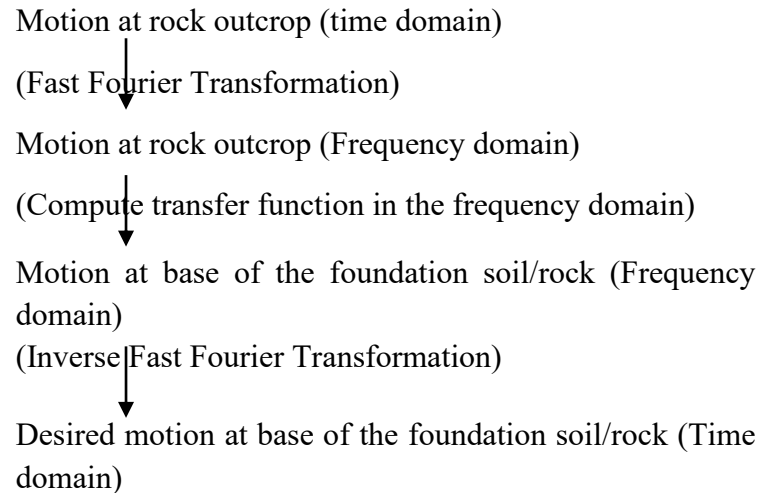 Motion at rock outcrop (time domain)
(Fast Fourier Transformation)
Motion at rock outcrop (Frequency domain)
(Compute transfer function in the frequency domain)
Motion at base of the foundation soil/rock (Frequency
domain)
(Inverse Fast Fourier Transformation)
Desired motion at base of the foundation soil/rock (Time
domain)